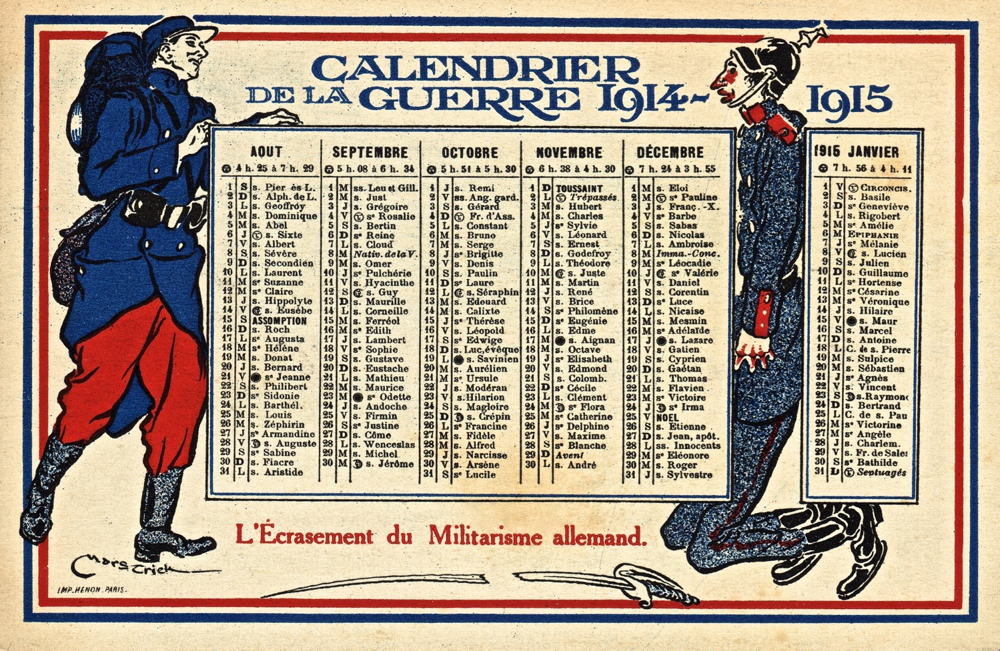 CALENDRIER
DE LA GUERRE 1914-1915
AOUT
4 h. 25 à 7 h. 29
1 S s. Pier ès L.
2 D s. Alph. de L.
3 L s. Geoffroy
4 M s. Dominique
5 M s. Abel
6 J s. Sixte
7 V s. Albert
8 S s. Sévère
9 D s. Secondien
10 L s. Laurent
11 M se Suzanne
12 M se Claire
13 J s. Hippolyte
14 V s. Eusèbe
15 S ASSOMPTION
16 D s. Roch
17 L se Augusta
18 M se Hélène
19 M s. Donat
20 J s. Bernard
21 V se Jeanne
22 S s. Philibert
23 D se Sidonie
24 L s. Barthél.
25 M s. Louis
26 M s. Zéphirin
27 J se Armandine
28 V s. Auguste
29 S se Sabine
30 D s. Fiacre
31 L s. Aristide
SEPTEMBRE
5 h. 08 à 6 h. 34
1 M ss. Leu et Gill.
2 M s. Just
3 J s. Grégoire
4 V se Rosalie
5 S s. Bertin
6 D se Reine
7 L s. Cloud
8 M Nativ. de la V.
9 M s. Omer
10 J se Pulchérie
11 V s. Hyacinthe
12 S s. Guy
13 D s. Maurille
14 L s. Corneille
15 M s. Ferréol
16 M se Edith
17 J s. Lambert
18 V se Sophie
19 S s. Gustave
20 D s. Eustache
21 L s. Mathieu
22 M s. Maurice
23 M se Odette
24 J s. Andoche
25 V s. Firmin
26 S se Justine
27 D s. Côme
28 L s. Wenceslas
29 M s. Michel
30 M s. Jérôme
OCTOBRE
5 h. 51 à 5 h. 30
1 J s. Remi
2 V ss. Ang. gard.
3 S s. Gérard
4 D Fr. d'Ass.
5 L s. Constant
6 M s. Bruno
7 M s. Serge
8 J se Brigitte
9 V s. Denis
10 S s. Paulin
11 D se Laure
12 L s. Séraphin
13 M s. Edouard
14 M s. Calixte
15 J s. Thérèse
16 V s. Léopold
17 S se Edwige
18 D s. Luc, évêque
19 L s. Savinien
20 M s. Aurélien
21 M se Ursule
22 J s. Modéran
23 V s. Hilarion
24 S s. Magloire
25 D s. Crépin
26 L se Francine
27 M s. Fidèle
28 M s. Alfred
29 J s. Narcisse
30 V s. Arsène
31 S se Lucile
NOVEMBRE
6 h. 38 à 4 h. 30
1 D TOUSSAINT
2 L Trépassés
3 M s. Hubert
4 M s. Charles
5 J se Sylvie
6 V s. Léonard
7 S s. Ernest
8 D s. Godefroy
9 L s. Théodore
10 M s. Juste
11 M s. Martin
12 J s. René
13 V s. Brice
14 S se Philomène
15 D se Eugénie
16 L s. Edme
17 M s. Aignan
18 M s. Octave
19 J se Elisabeth
20 V s. Edmond
21 S s. Colomb.
22 D se Cécile
23 L s. Clément
24 M se Flora
25 M se Catherine
26 J se Delphine
27 V s. Maxime
28 S se Blanche
29 D Avent
30 L s. André
DÉCEMBRE
7 h. 24 à 3 h. 55
1 M s. Eloi
2 M se Pauline
3 J s. Franç.-X.
4 V se Barbe
5 S s. Sabas
6 D s. Nicolas
7 L s. Ambroise
8 M Imma.-Conc.
9 M se Léocadie
10 J se Valérie
11 V s. Daniel
12 S s. Corentin
13 D se Luce
14 L s. Nicaise
15 M s. Mesmin
16 M se Adélaïde
17 J s. Lazare
18 V s. Gatien
19 S s. Cyprien
20 D s. Gaétan
21 L s. Thomas
22 M s. Flavien
23 M se Victoire
24 J se Irma
25 V NOEL
26 S s. Etienne
27 D s. Jean, apôt.
28 L ss. Innocents
29 M se Eléonore
30 M s. Roger
31 J s. Sylvestre
1915 JANVIER
7 h. 56 à 4 h. 11
1 V CIRCONCIS.
2 S s. Basile
3 D se Geneviève
4 L s. Rigobert
5 M se Amélie
6 M EPIPHANIE
7 J se Mélanie
8 V s. Lucien
9 S s. Julien
10 D s. Guillaume
11 L se Hortense
12 M se Césarine
13 M se Véronique
14 J s. Hilaire
15 V s. Maur
16 S s. Marcel
17 D s. Antoine
18 L C. de s. Pierre
19 M s. Sulpice
20 M s. Sébastien
21 J se Agnès
22 V s. Vincent
23 S s. Raymon
24 D s. Bertrand
25 L C. de s. Pau
26 M se Victorine
27 M se Angèle
28 J s. Charlem.
29 V s. Fr. de Sales
30 S se Bathilde
31 D Septuagés
L'Écrasement du Militarisme allemand.
Mars Trick
IMP. HENON. PARIS.